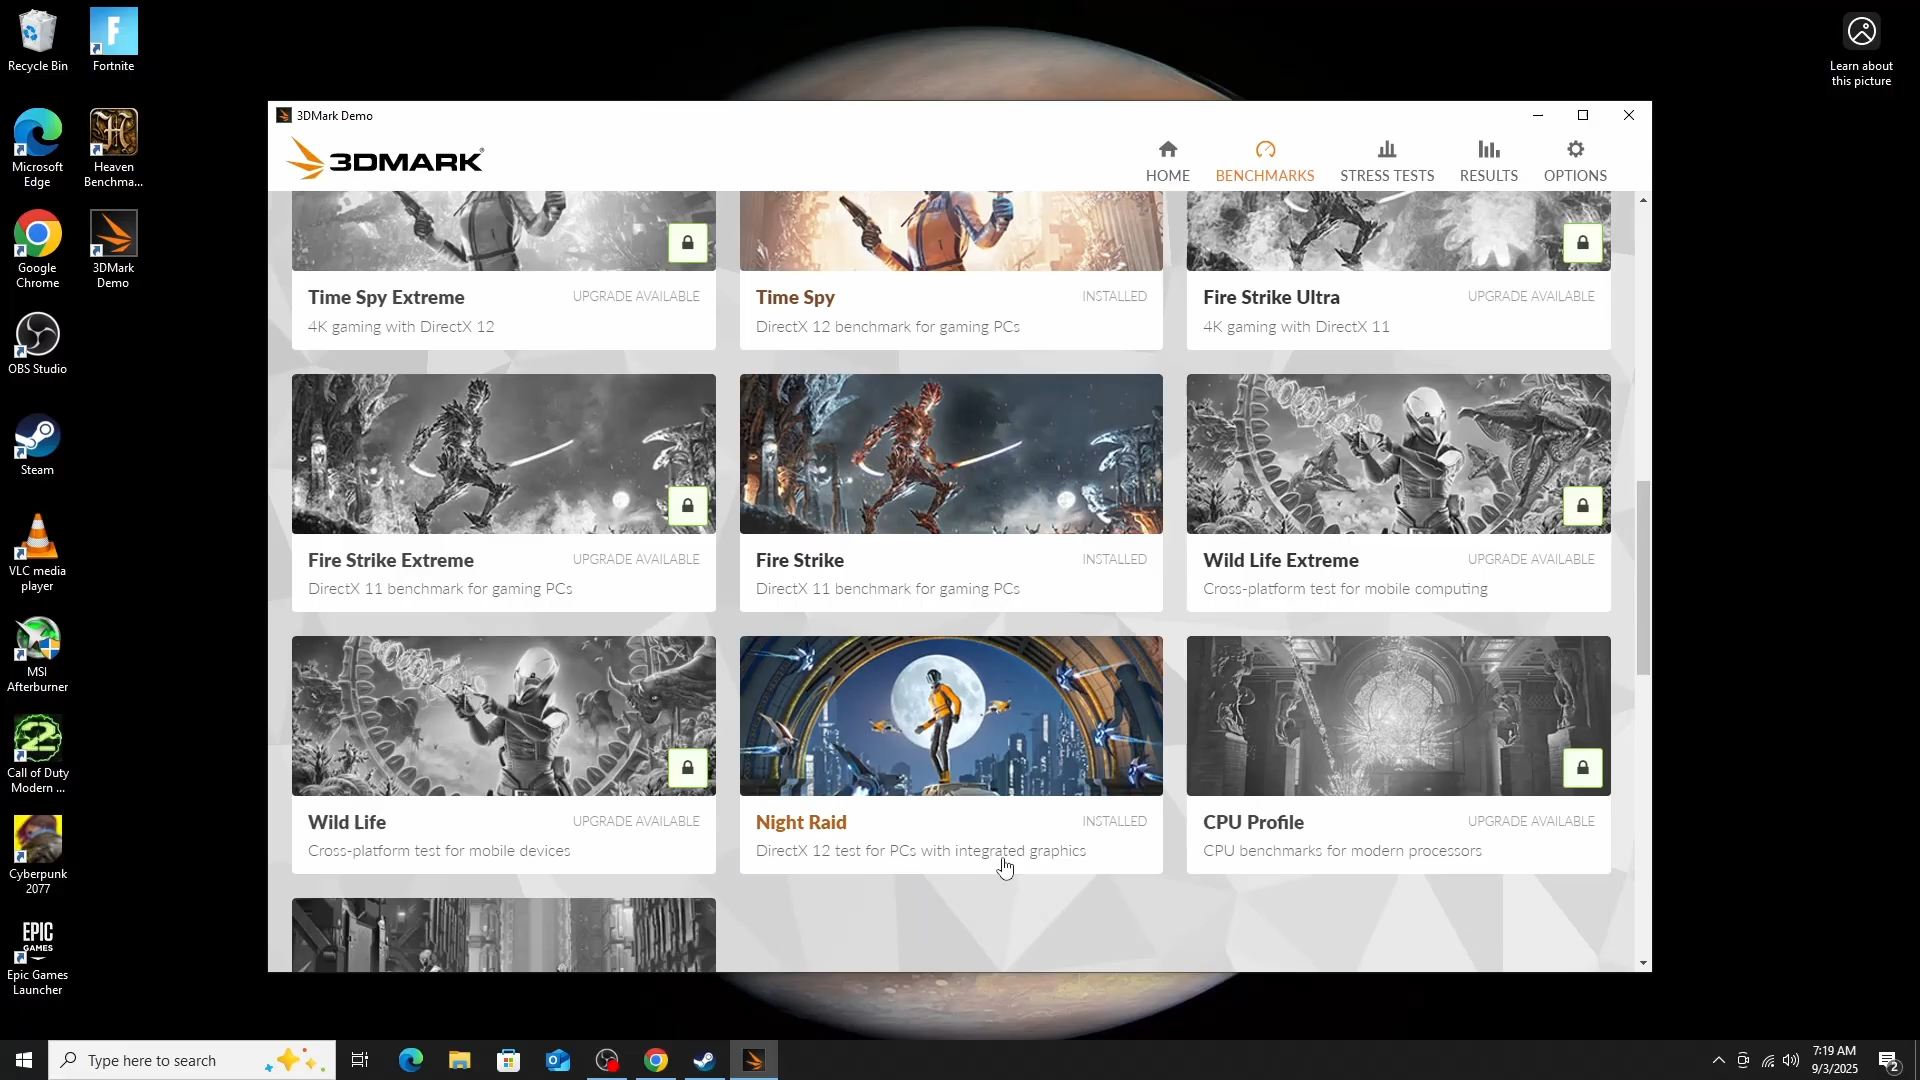 Recycle Bin
Fortnite
Learn about
this picture
Microsoft
Edge
Heaven
Benchma...
Google
Chrome
3DMark
Demo
OBS Studio
Steam
VLC media
player
MSI
Afterburner
Call of Duty
Modern ...
Cyberpunk
2077
EPIC
GAMES
Epic Games
Launcher
3DMark Demo
3DMARK
HOME
BENCHMARKS
STRESS TESTS
RESULTS
OPTIONS
Time Spy Extreme
UPGRADE AVAILABLE
4K gaming with DirectX 12
Time Spy
INSTALLED
DirectX 12 benchmark for gaming PCs
Fire Strike Ultra
UPGRADE AVAILABLE
4K gaming with DirectX 11
Fire Strike Extreme
UPGRADE AVAILABLE
DirectX 11 benchmark for gaming PCs
Fire Strike
INSTALLED
DirectX 11 benchmark for gaming PCs
Wild Life Extreme
UPGRADE AVAILABLE
Cross-platform test for mobile computing
Wild Life
UPGRADE AVAILABLE
Cross-platform test for mobile devices
Night Raid
INSTALLED
DirectX 12 test for PCs with integrated graphics
CPU Profile
UPGRADE AVAILABLE
CPU benchmarks for modern processors
Type here to search
7:19 AM
9/3/2025
2